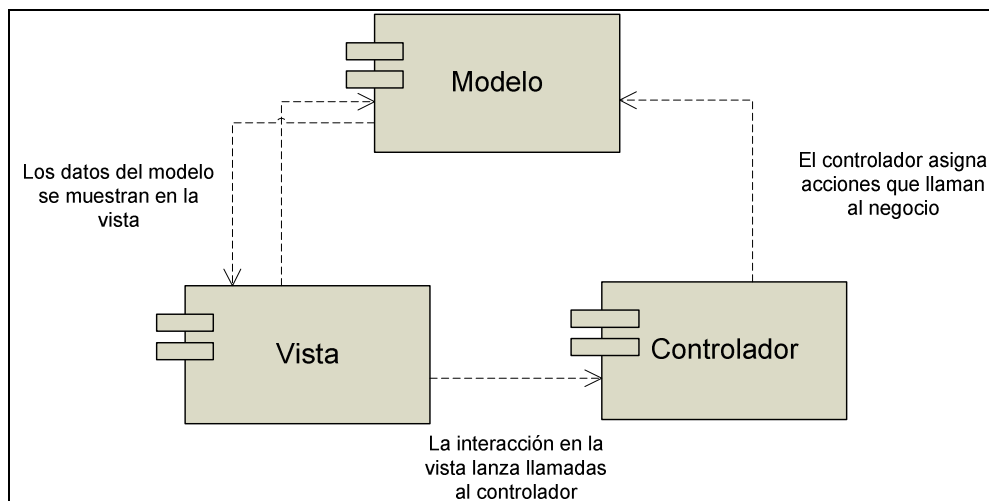 Modelo
Los datos del modelo
se muestran en la
vista
El controlador asigna
acciones que llaman
al negocio
Vista
Controlador
La interacción en la
vista lanza llamadas
al controlador